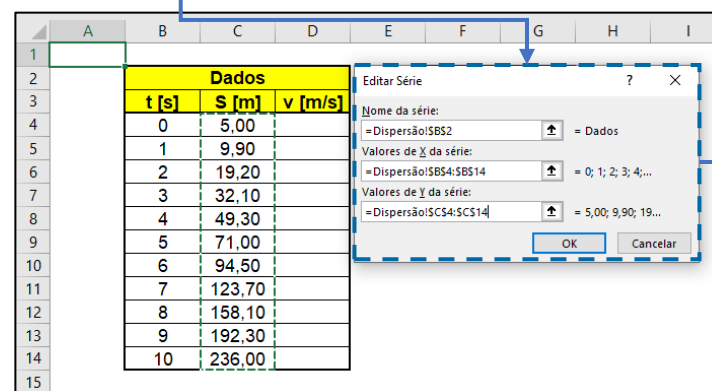 A B C D E F G H I
1
2 Dados
3 t [s] S [m] v [m/s]
4 0 5,00
5 1 9,90
6 2 19,20
7 3 32,10
8 4 49,30
9 5 71,00
10 6 94,50
11 7 123,70
12 8 158,10
13 9 192,30
14 10 236,00
15
Editar Série ? ×
Nome da série:
=Dispersão!$B$2 = Dados
Valores de X da série:
=Dispersão!$B$4:$B$14 = 0; 1; 2; 3; 4;...
Valores de Y da série:
=Dispersão!$C$4:$C$14 = 5,00; 9,90; 19...
OK Cancelar